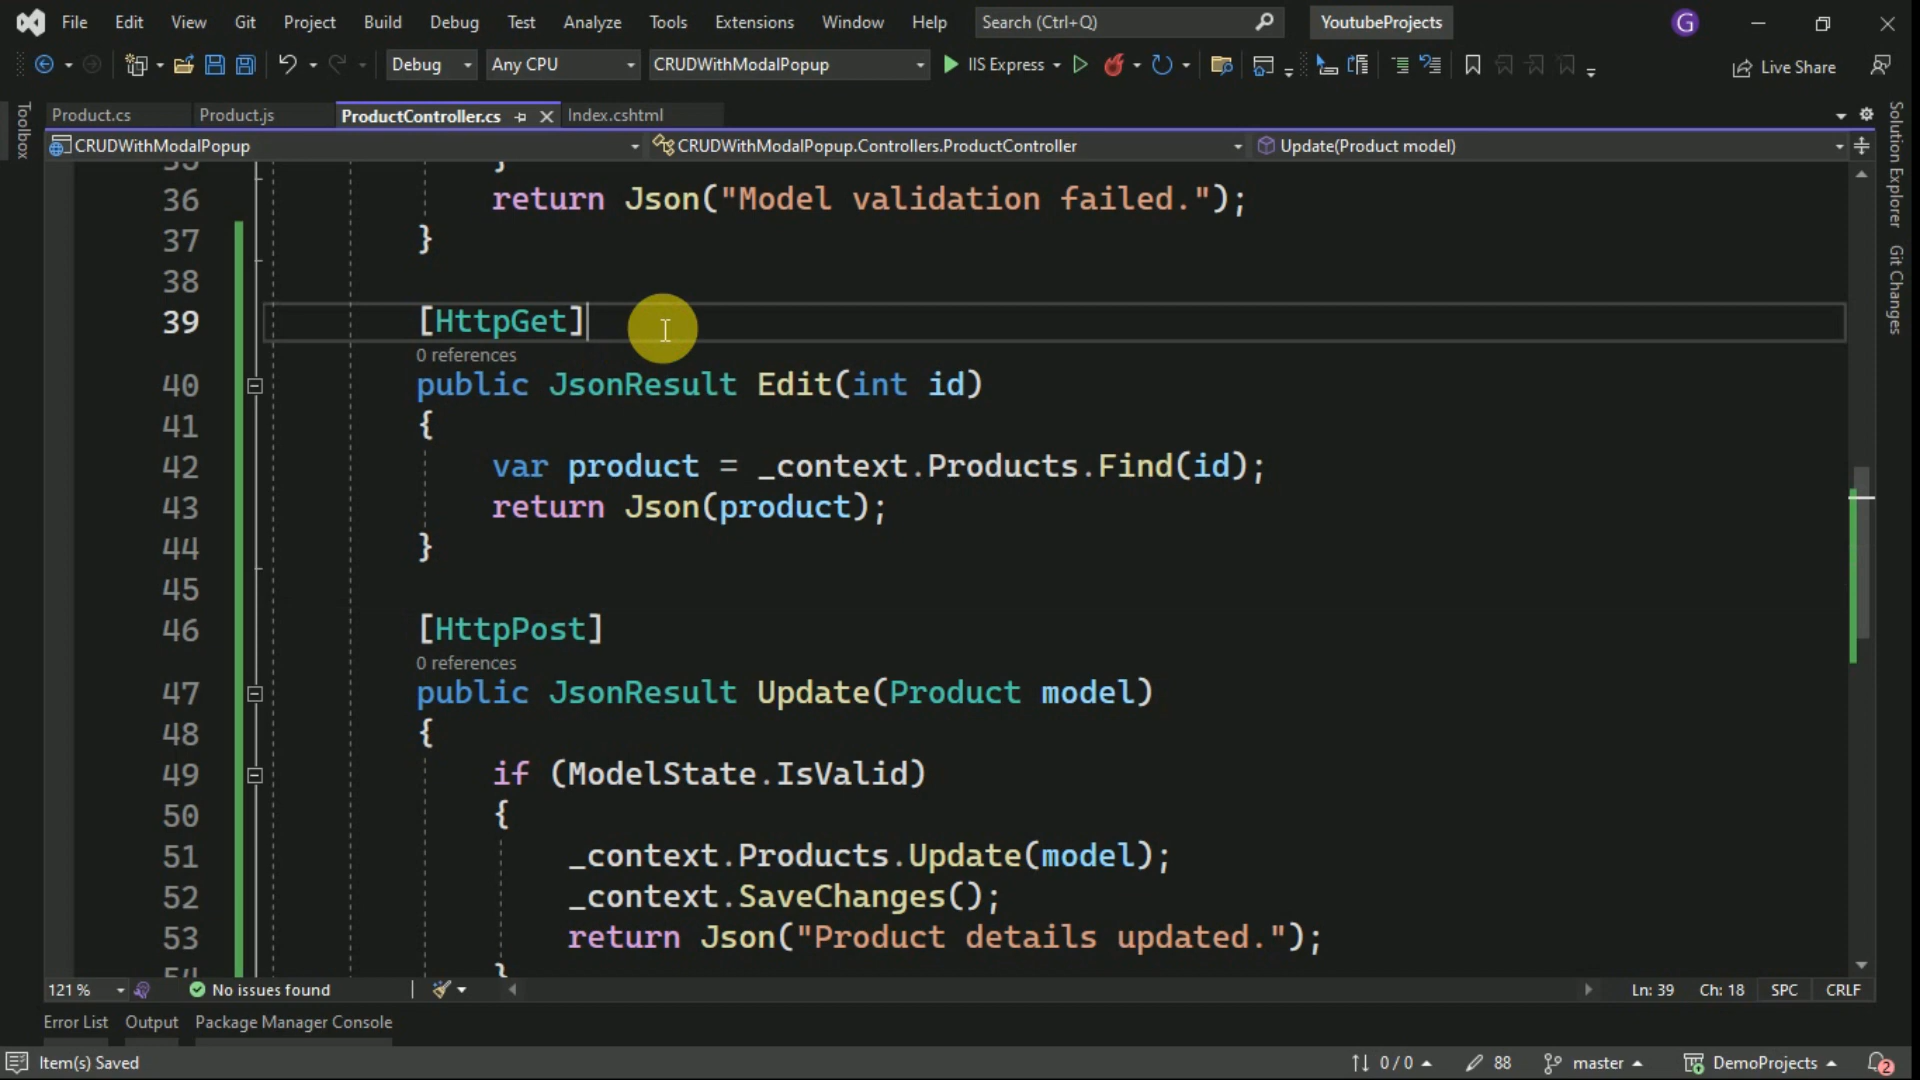 File Edit View Git Project Build Debug Test Analyze Tools Extensions Window Help Search (Ctrl+Q) YoutubeProjects G
Debug Any CPU CRUDWithModalPopup IIS Express Live Share
Toolbox
Product.cs Product.js ProductController.cs Index.cshtml
CRUDWithModalPopup CRUDWithModalPopup.Controllers.ProductController Update(Product model)
Solution Explorer
Git Changes
35 }
36 return Json("Model validation failed.");
37 }
38
39 [HttpGet]
0 references
40 public JsonResult Edit(int id)
41 {
42 var product = _context.Products.Find(id);
43 return Json(product);
44 }
45
46 [HttpPost]
0 references
47 public JsonResult Update(Product model)
48 {
49 if (ModelState.IsValid)
50 {
51 _context.Products.Update(model);
52 _context.SaveChanges();
53 return Json("Product details updated.");
54 }
121 % No issues found Ln: 39 Ch: 18 SPC CRLF
Error List Output Package Manager Console
Item(s) Saved 0 / 0 88 master DemoProjects 2